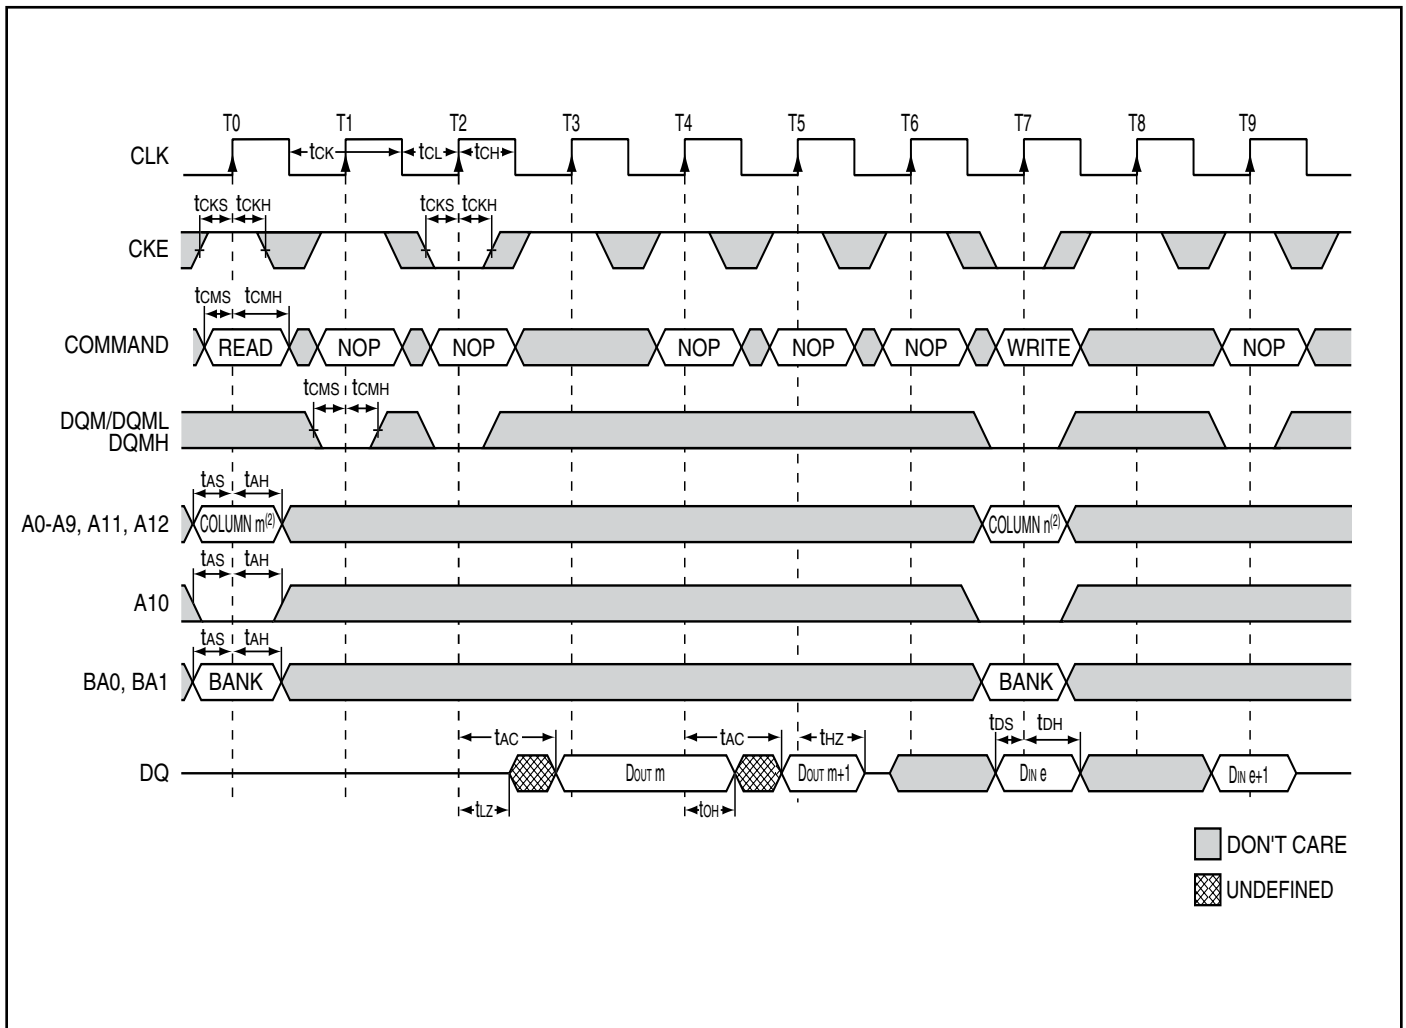 T0 T1 T2 T3 T4 T5 T6 T7 T8 T9
CLK tCK tCL tCH
tCKS tCKH tCKS tCKH
CKE
tCMS tCMH
COMMAND READ NOP NOP NOP NOP NOP WRITE NOP
tCMS tCMH
DQM/DQML
DQMH
tAS tAH
A0-A9, A11, A12 COLUMN m(2) COLUMN n(2)
tAS tAH
A10
tAS tAH
BA0, BA1 BANK BANK
tAC tAC tHZ tDS tDH
DQ DOUT m DOUT m+1 DIN e DIN e+1
tLZ tOH
DON'T CARE
UNDEFINED